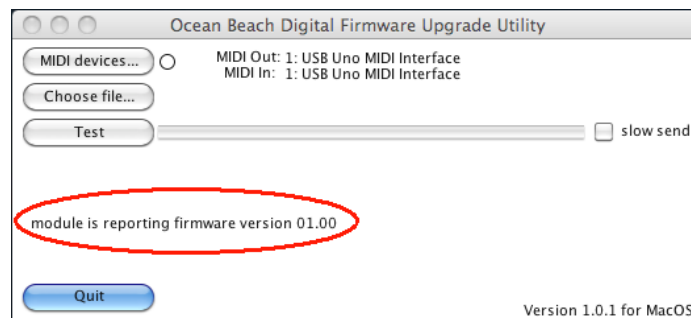 Ocean Beach Digital Firmware Upgrade Utility
MIDI devices... MIDI Out: 1: USB Uno MIDI Interface
MIDI In: 1: USB Uno MIDI Interface
Choose file...
Test slow send
module is reporting firmware version 01.00
Quit
Version 1.0.1 for MacOS